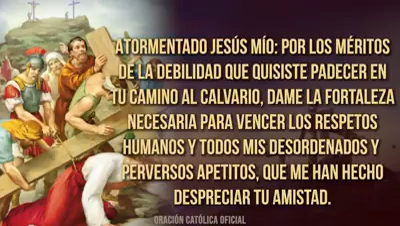 ATORMENTADO JESÚS MÍO: POR LOS MÉRITOS
DE LA DEBILIDAD QUE QUISISTE PADECER EN
TU CAMINO AL CALVARIO, DAME LA FORTALEZA
NECESARIA PARA VENCER LOS RESPETOS
HUMANOS Y TODOS MIS DESORDENADOS Y
PERVERSOS APETITOS, QUE ME HAN HECHO
DESPRECIAR TU AMISTAD.
ORACIÓN CATÓLICA OFICIAL